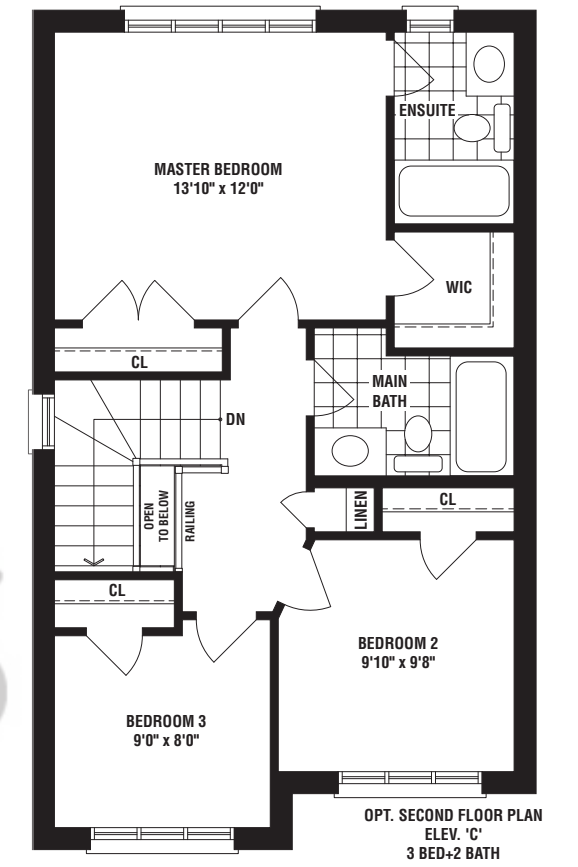 ENSUITE
MASTER BEDROOM
13'10" x 12'0"
WIC
CL
MAIN
BATH
DN
OPEN
TO BELOW
RAILING
LINEN
CL
CL
BEDROOM 2
9'10" x 9'8"
BEDROOM 3
9'0" x 8'0"
OPT. SECOND FLOOR PLAN
ELEV. 'C'
3 BED+2 BATH